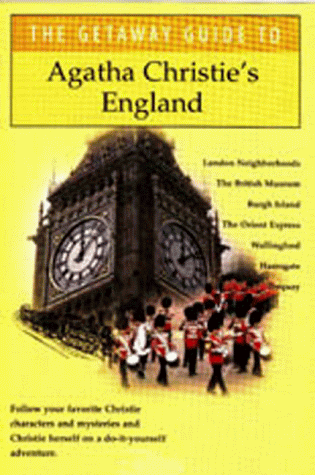 THE GETAWAY GUIDE TO
Agatha Christie's
England
London Neighborhoods
The British Museum
Burgh Island
The Orient Express
Wallingford
Harrogate
Torquay
Follow your favorite Christie
characters and mysteries and
Christie herself on a do-it-yourself
adventure.